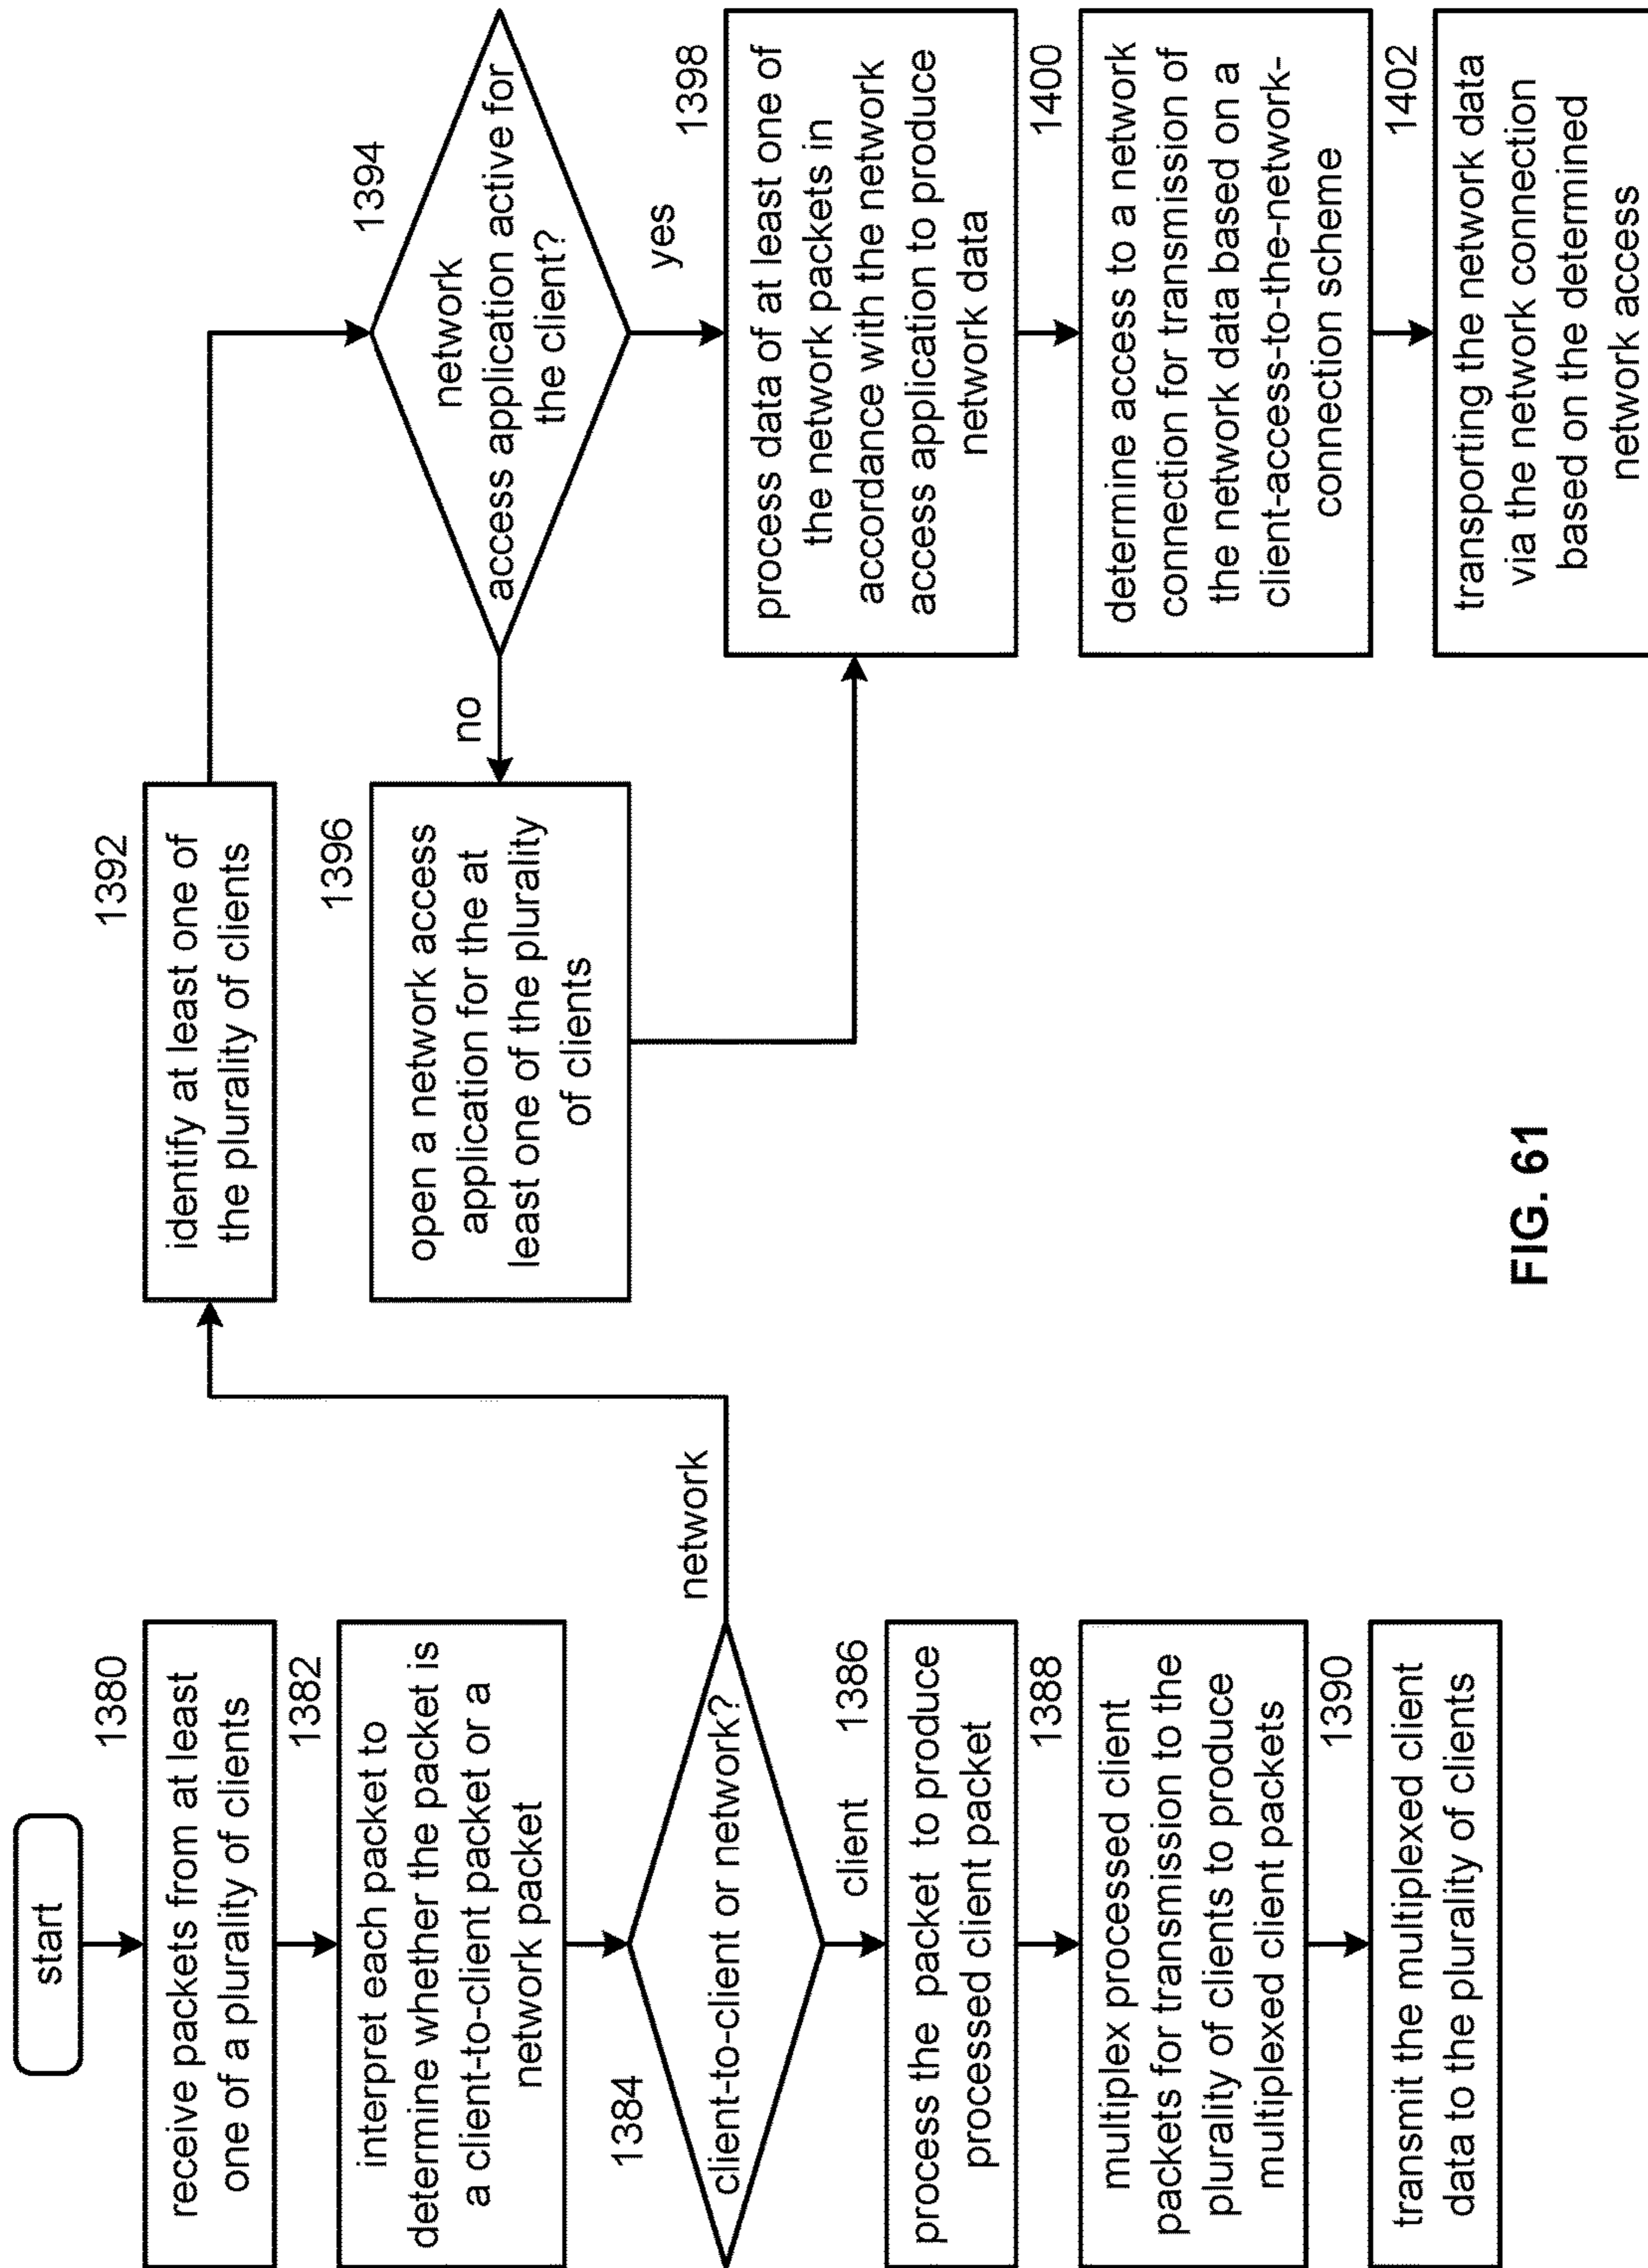 start
1380
receive packets from at least
one of a plurality of clients
1382
interpret each packet to
determine whether the packet is
a client-to-client packet or a
network packet
1384
client-to-client or network?
network
client
1386
process the packet to produce
processed client packet
1388
multiplex processed client
packets for transmission to the
plurality of clients to produce
multiplexed client packets
1390
transmit the multiplexed client
data to the plurality of clients
1392
identify at least one of
the plurality of clients
1394
network
access application active for
the client?
no
yes
1396
open a network access
application for the at
least one of the plurality
of clients
1398
process data of at least one of
the network packets in
accordance with the network
access application to produce
network data
1400
determine access to a network
connection for transmission of
the network data based on a
client-access-to-the-network-
connection scheme
1402
transporting the network data
via the network connection
based on the determined
network access
FIG. 61